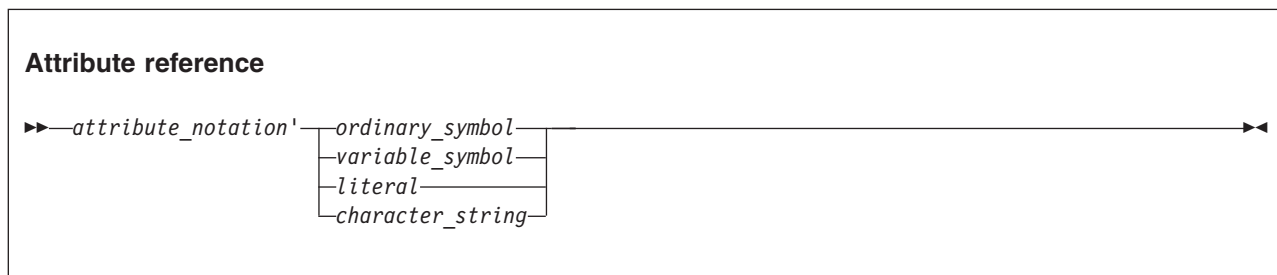 Attribute reference
attribute_notation' ordinary_symbol
variable_symbol
literal
character_string